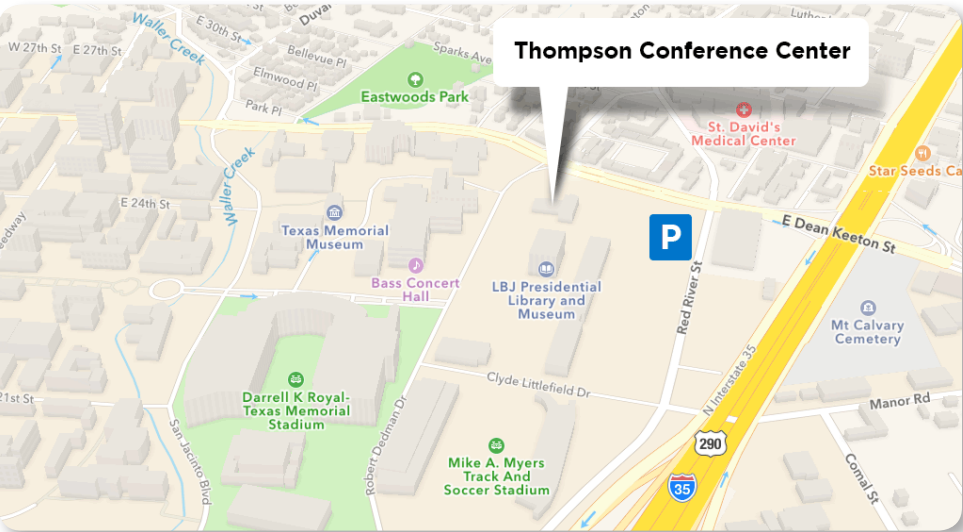 Thompson Conference Center
Waller Creek
E 30th St
Duval
Luther
W 27th St
E 27th St
Bellevue Pl
Sparks Ave
Elmwood Pl
Eastwoods Park
Park Pl
St. David's
Medical Center
Star Seeds Ca
Waller Creek
E 24th St
eedway
Texas Memorial
Museum
P
E Dean Keeton St
Bass Concert
Hall
LBJ Presidential
Library and
Museum
Red River St
Mt Calvary
Cemetery
Clyde Littlefield Dr
N Interstate 35
Darrell K Royal-
Texas Memorial
Stadium
21st St
Manor Rd
San Jacinto Blvd
Robert Dedman Dr
290
Mike A. Myers
Track And
Soccer Stadium
35
Comal St